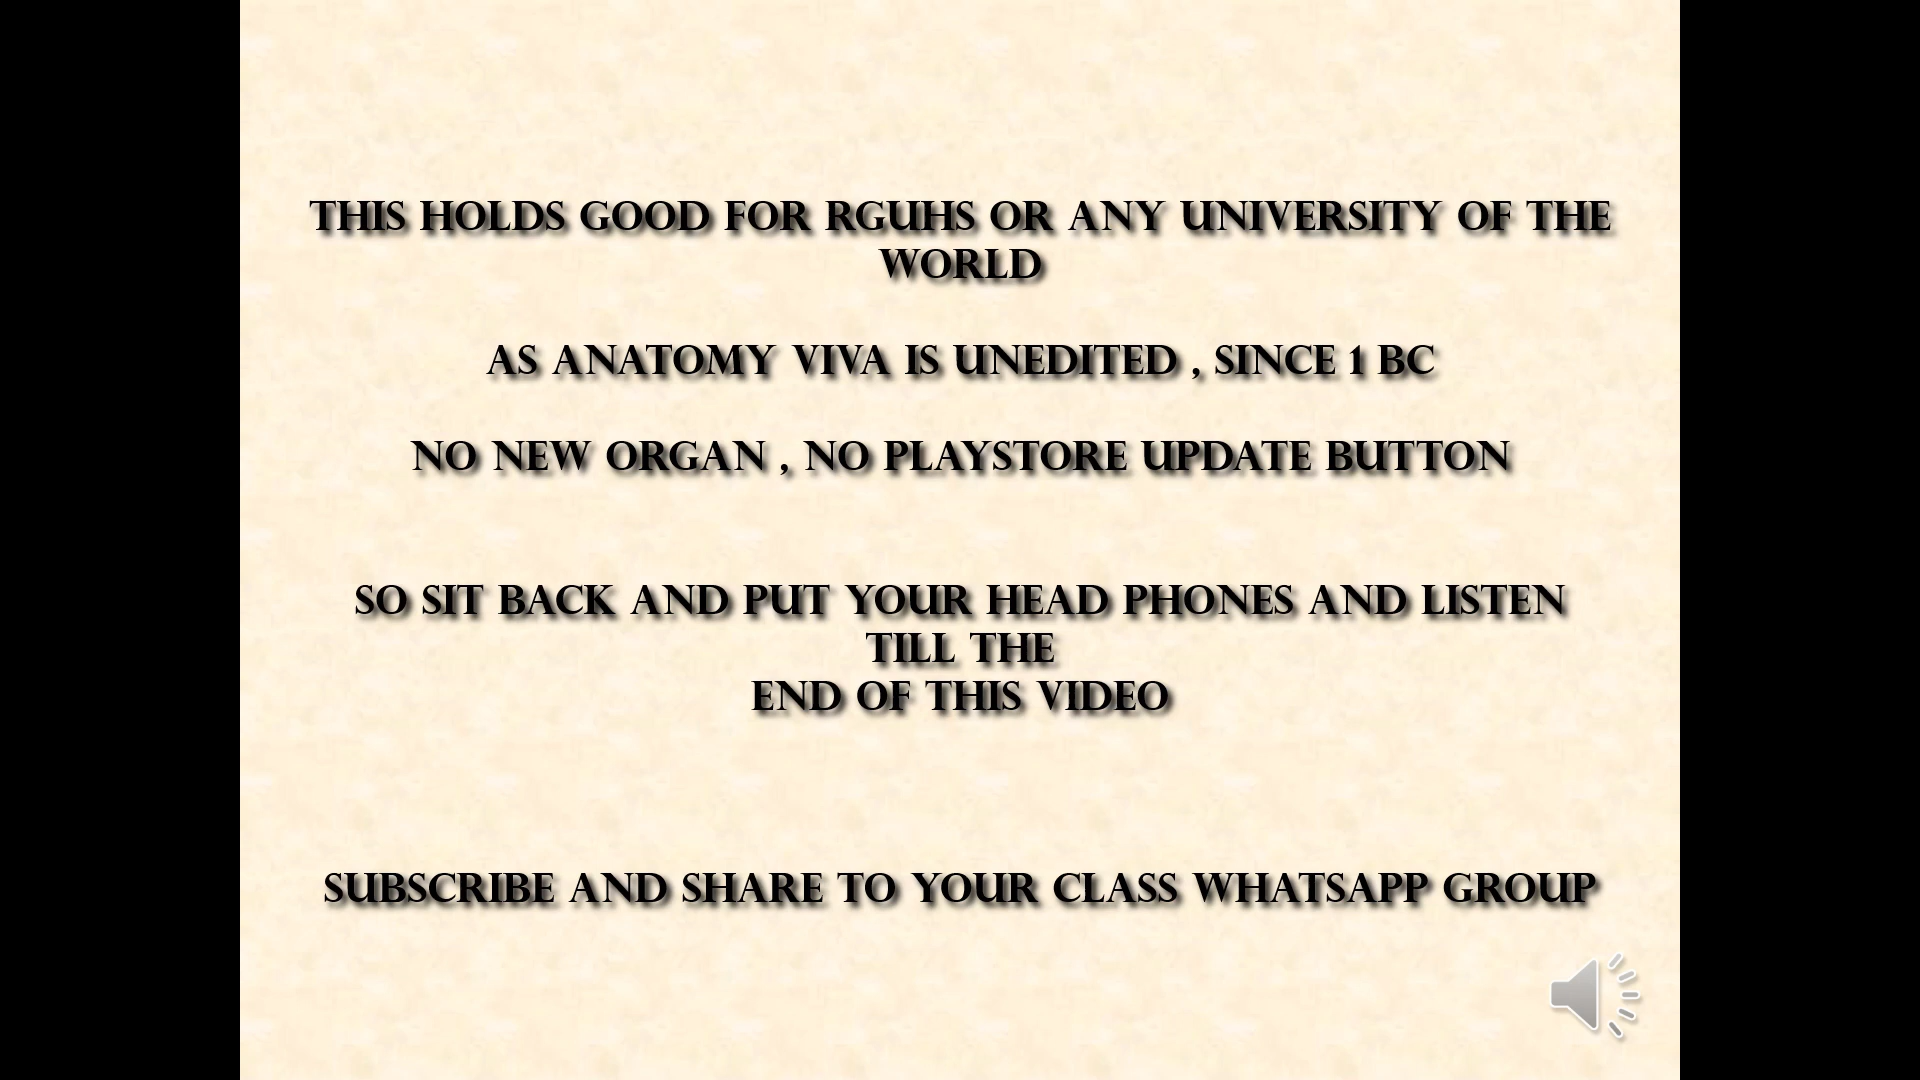 THIS HOLDS GOOD FOR RGUHS OR ANY UNIVERSITY OF THE
WORLD
AS ANATOMY VIVA IS UNEDITED , SINCE 1 BC
NO NEW ORGAN , NO PLAYSTORE UPDATE BUTTON
SO SIT BACK AND PUT YOUR HEAD PHONES AND LISTEN
TILL THE
END OF THIS VIDEO
SUBSCRIBE AND SHARE TO YOUR CLASS WHATSAPP GROUP